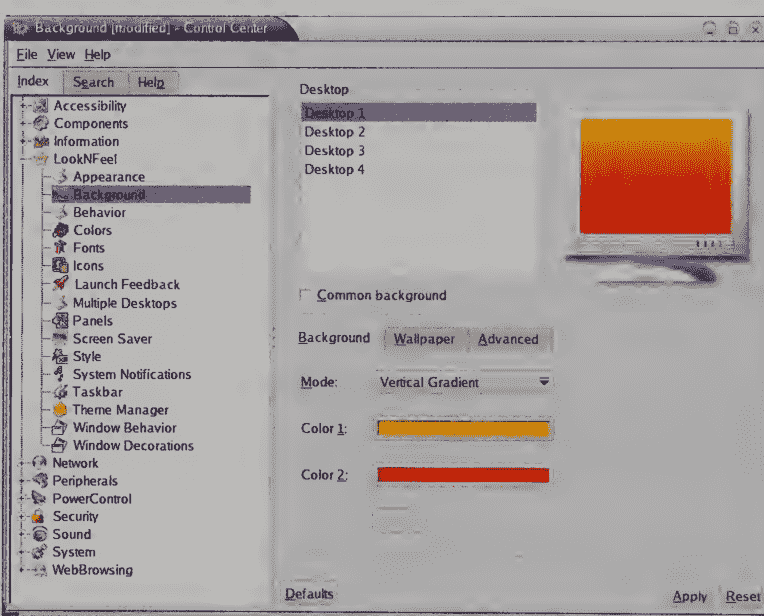 Background [modified] - Control Center
File View Help
Index Search Help
Accessibility
Components
Information
LookNFeel
Appearance
Background
Behavior
Colors
Fonts
Icons
Launch Feedback
Multiple Desktops
Panels
Screen Saver
Style
System Notifications
Taskbar
Theme Manager
Window Behavior
Window Decorations
Network
Peripherals
PowerControl
Security
Sound
System
WebBrowsing
Desktop
Desktop 1
Desktop 2
Desktop 3
Desktop 4
Common background
Background Wallpaper Advanced
Mode: Vertical Gradient
Color 1:
Color 2:
Defaults Apply Reset